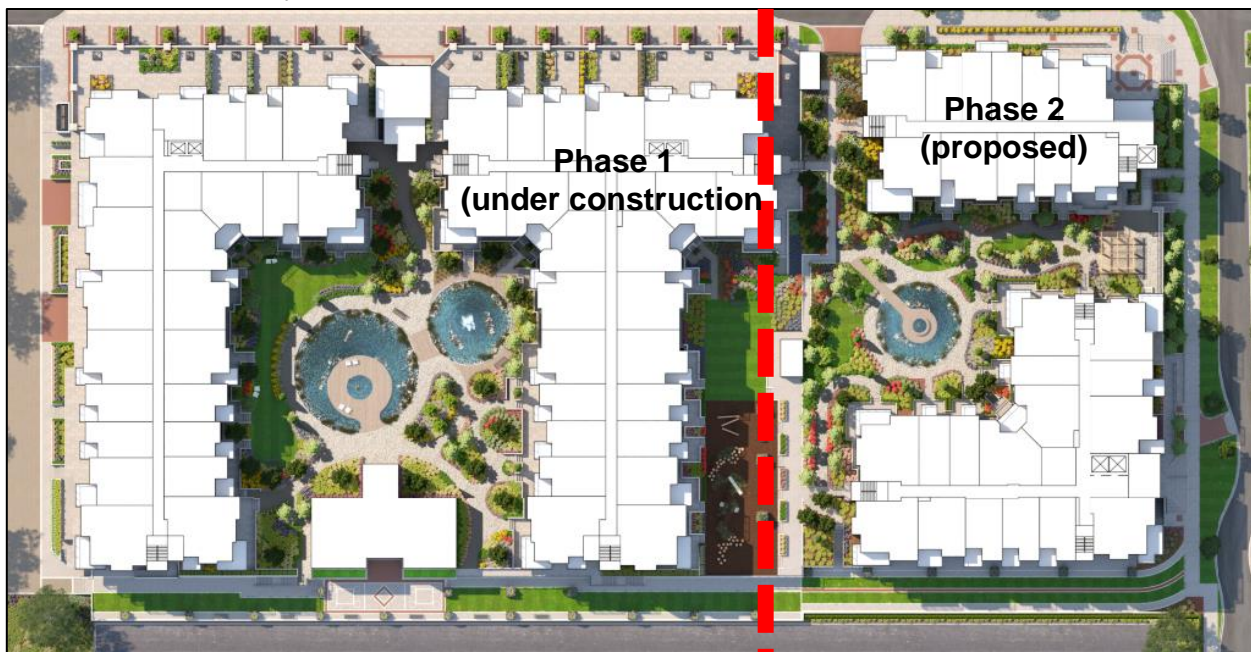 Phase 1
(under construction
Phase 2
(proposed)